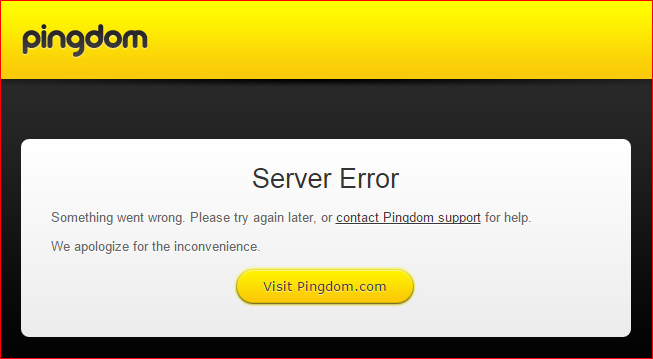 pingdom
Server Error
Something went wrong. Please try again later, or contact Pingdom support for help.
We apologize for the inconvenience.
Visit Pingdom.com